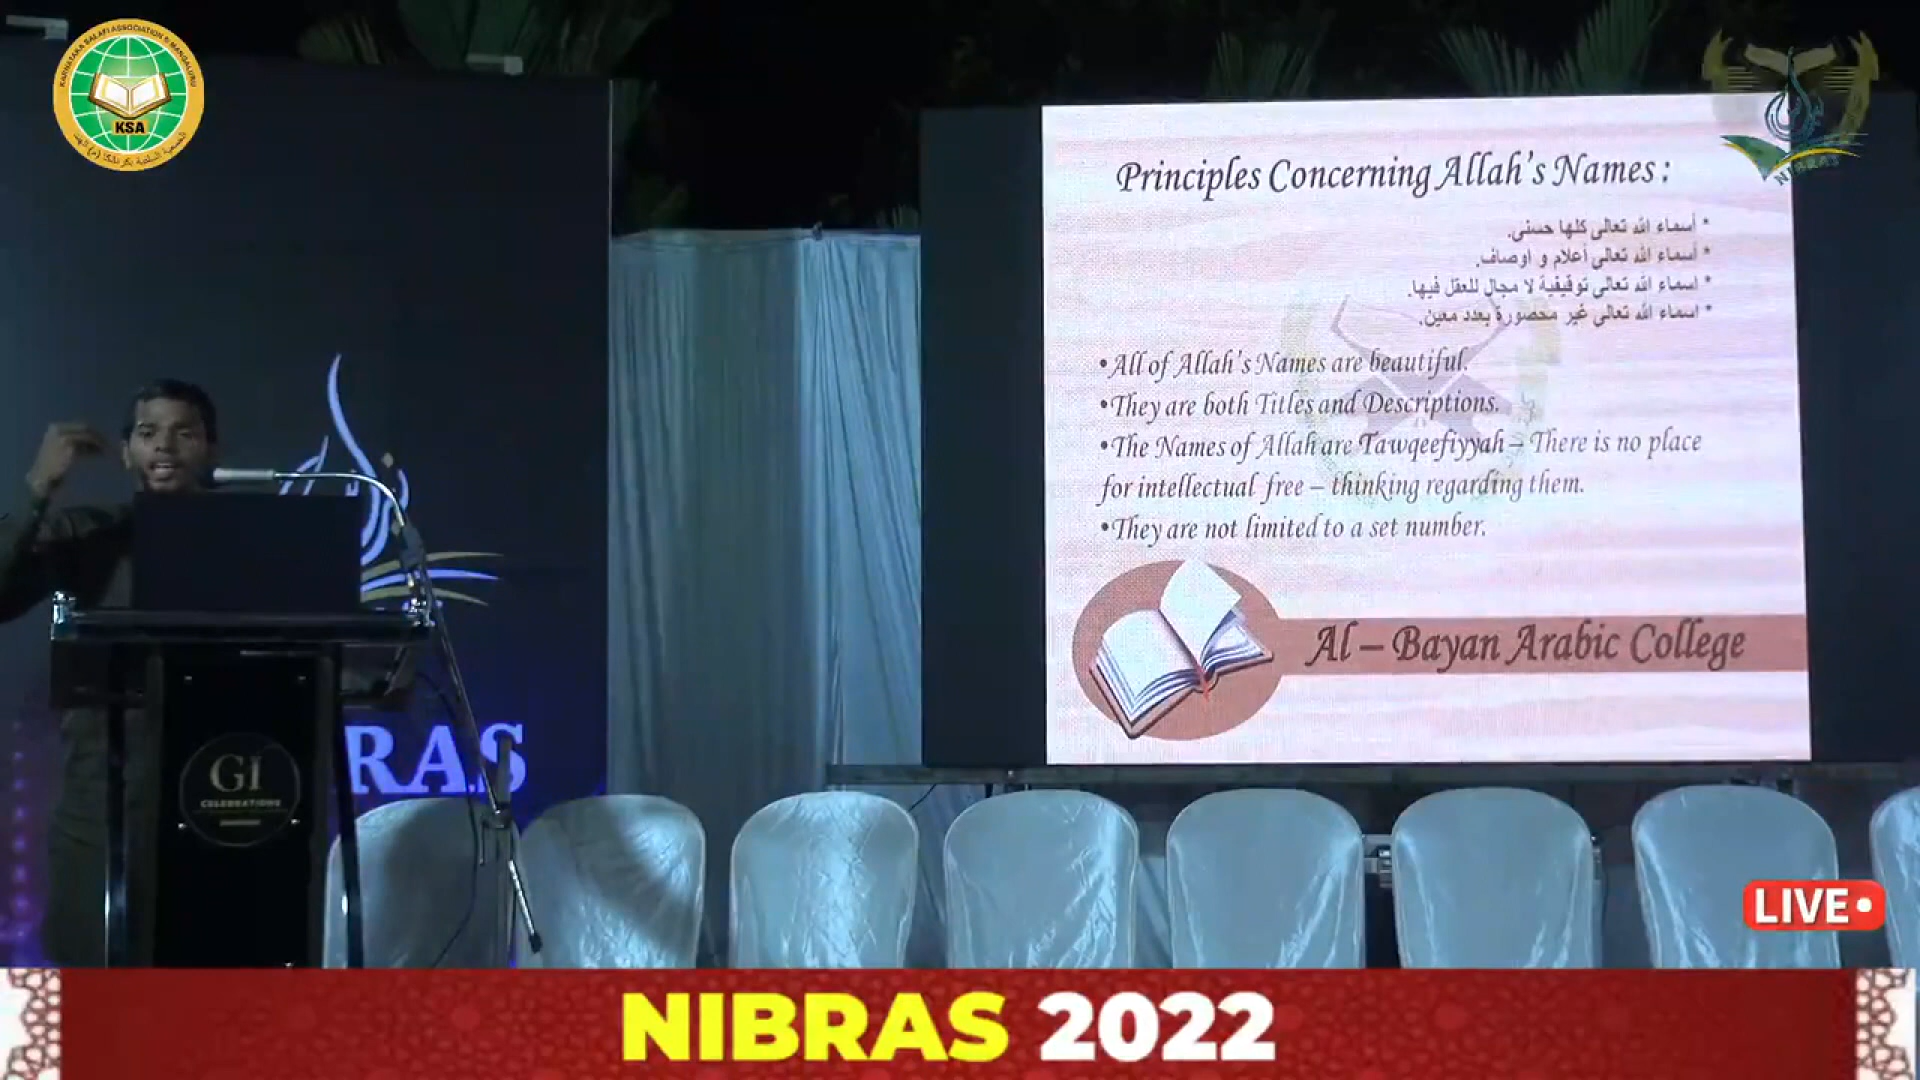 KARNATAKA SALAFI ASSOCIATION ® MANGALURU
KSA
NIBRAS
Principles Concerning Allah's Names :
* أسماء الله تعالى كلها حسنى.
* أسماء الله تعالى أعلام و اوصاف.
* اسماء الله تعالى توقيفية لا مجال للعقل فيها.
* اسماء الله تعالى غير محصورة بعدد معين.
•All of Allah's Names are beautiful.
•They are both Titles and Descriptions.
•The Names of Allah are Tawqeefiyyah – There is no place
for intellectual free – thinking regarding them.
•They are not limited to a set number.
Al – Bayan Arabic College
RAS
GI
CELEBRATIONS
LIVE
NIBRAS 2022